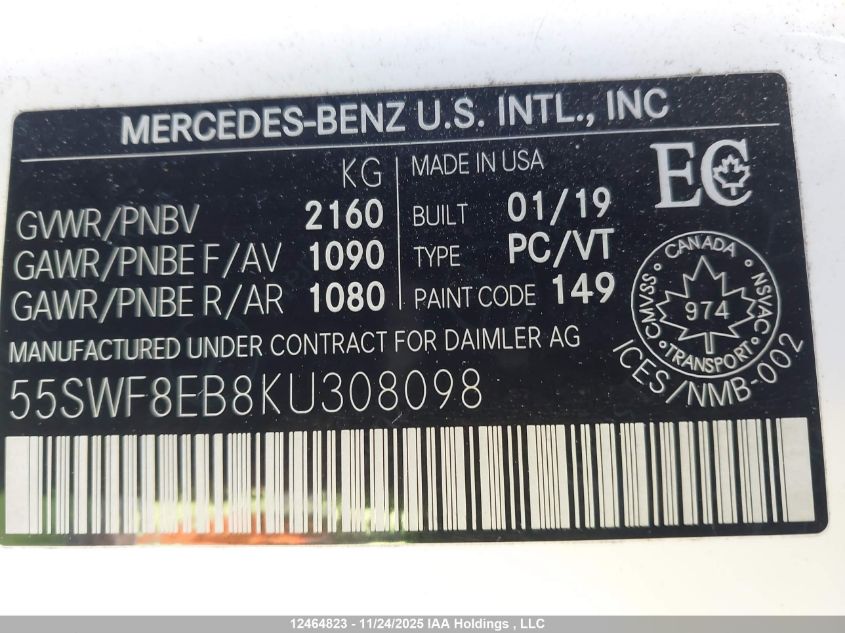 MERCEDES-BENZ U.S. INTL., INC
KG
GVWR/PNBV 2160
GAWR/PNBE F/AV 1090
GAWR/PNBE R/AR 1080
MADE IN USA
BUILT 01/19
TYPE PC/VT
PAINT CODE 149
EC
CANADA
CMVSS 974 NSVAC
TRANSPORT
ICES/NMB-002
MANUFACTURED UNDER CONTRACT FOR DAIMLER AG
55SWF8EB8KU308098
12464823 - 11/24/2025 IAA Holdings , LLC